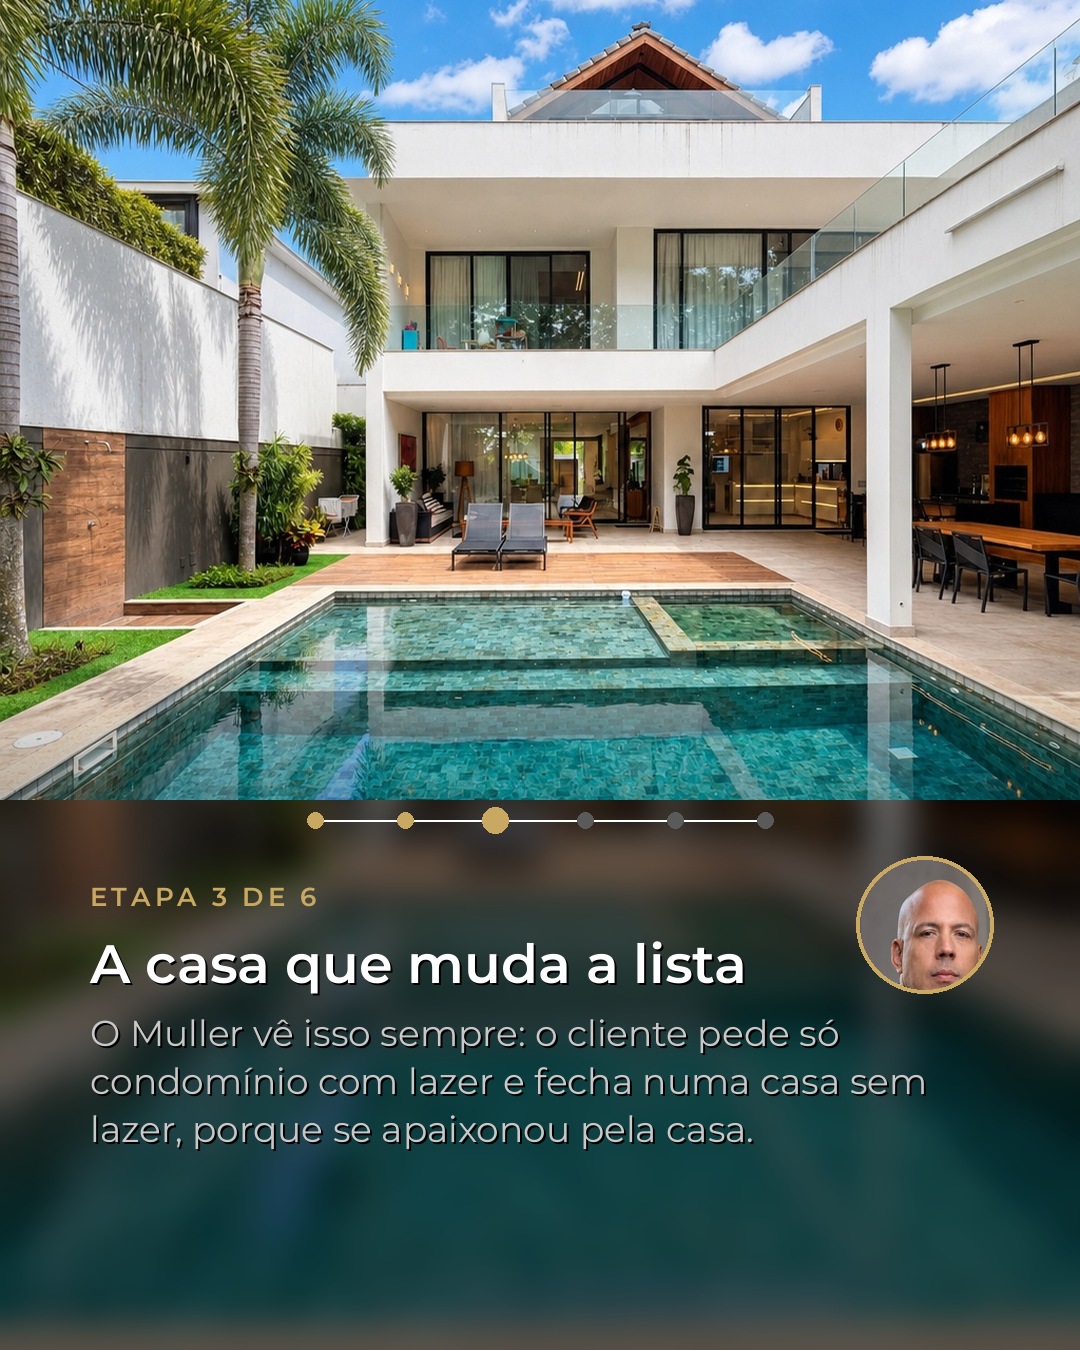 ETAPA 3 DE 6
A casa que muda a lista
O Muller vê isso sempre: o cliente pede só
condomínio com lazer e fecha numa casa sem
lazer, porque se apaixonou pela casa.